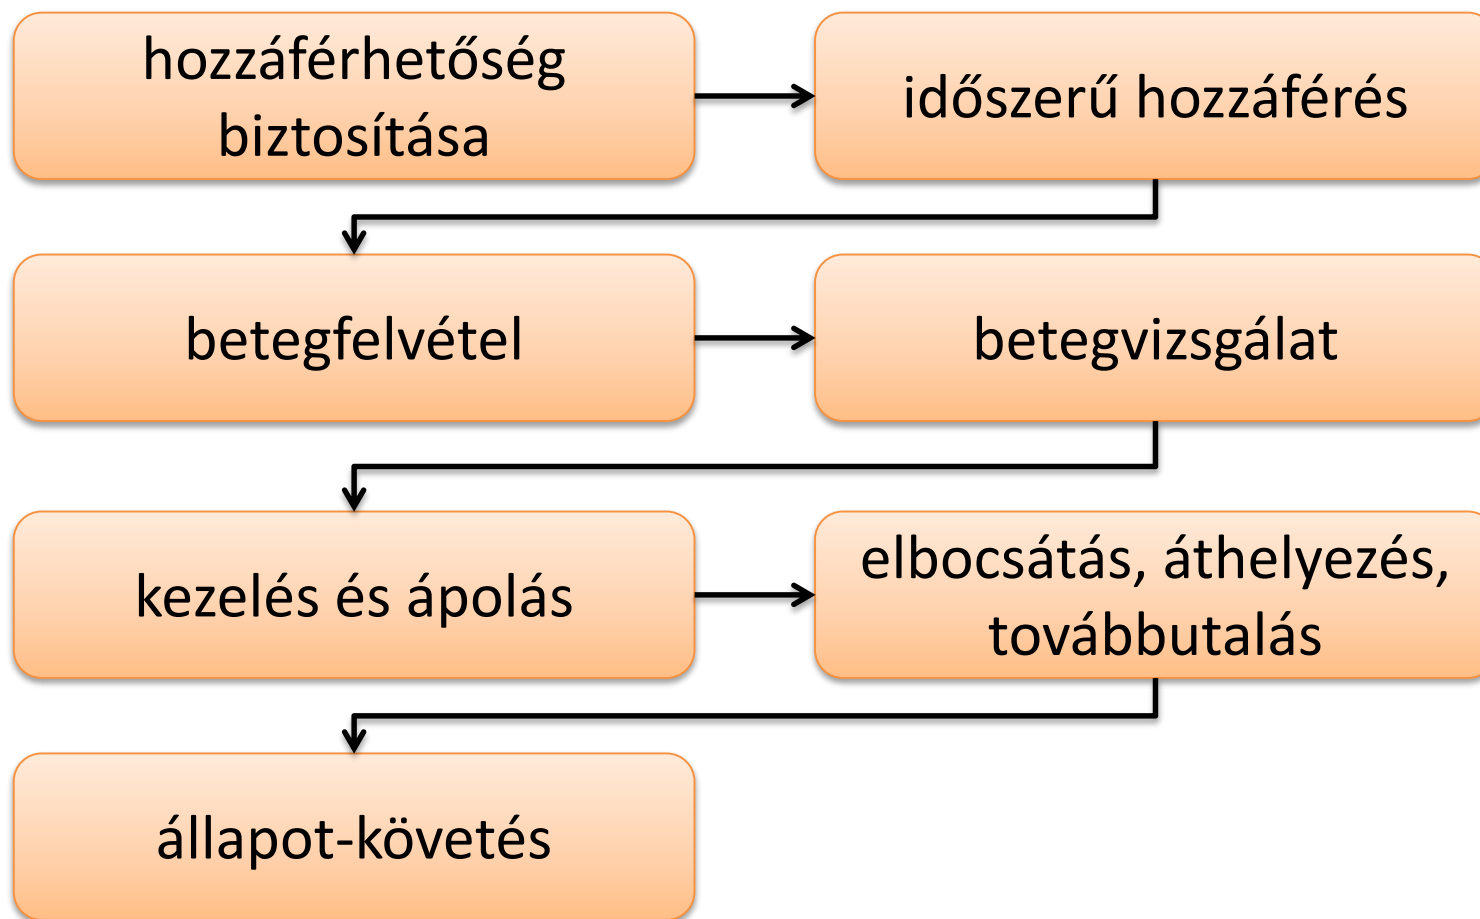 hozzáférhetőség
biztosítása
időszerű hozzáférés
betegfelvétel
betegvizsgálat
kezelés és ápolás
elbocsátás, áthelyezés,
továbbutalás
állapot-követés